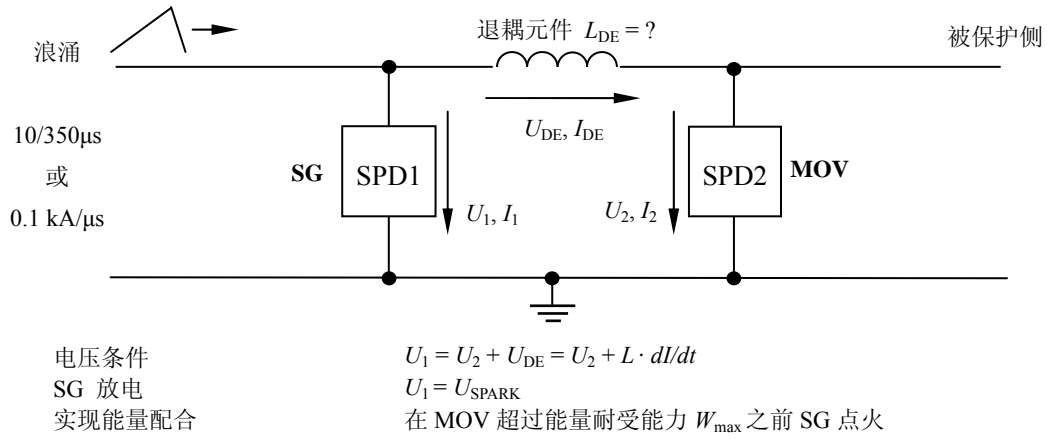 浪涌
退耦元件 L_DE = ?
被保护侧
U_DE, I_DE
10/350μs
或
0.1 kA/μs
SG
SPD1
SPD2
MOV
U_1, I_1
U_2, I_2
电压条件 U_1 = U_2 + U_DE = U_2 + L · dI/dt
SG 放电 U_1 = U_SPARK
实现能量配合 在 MOV 超过能量耐受能力 W_max 之前 SG 点火